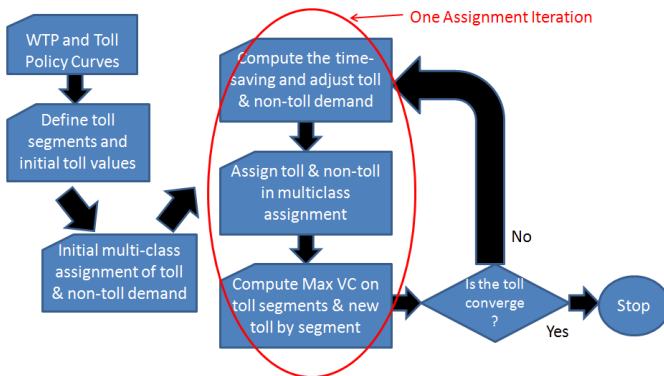 One Assignment Iteration
WTP and Toll
Policy Curves
Define toll
segments and
initial toll values
Initial multi-class
assignment of toll
& non-toll demand
Compute the time-
saving and adjust toll
& non-toll demand
Assign toll & non-toll
in multiclass
assignment
Compute Max VC on
toll segments & new
toll by segment
Is the toll
converge
?
No
Yes
Stop